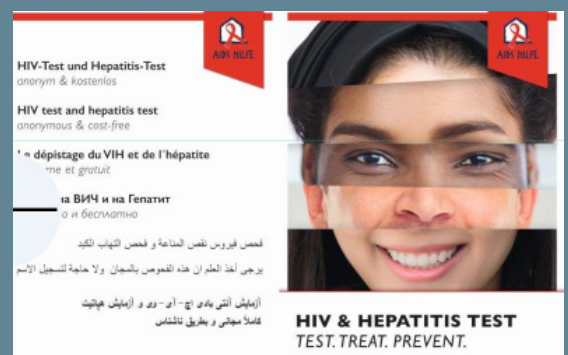 AIDS HILFE
HIV-Test und Hepatitis-Test
anonym & kostenlos
HIV test and hepatitis test
anonymous & cost-free
dépistage du VIH et de l'hépatite
et gratuit
на ВИЧ и на Гепатит
и бесплатно
فحص فيروس نقص المناعة و فحص التهاب الكبد
يرجى أخذ العلم ان هذه الفحوص بالمجان ولا حاجة لتسجيل الاسم
آزمایش آنتی بادی اچ - آی - وی و آزمایش هپاتیت
کاملاً مجانی و بطریق ناشناس
AIDS HILFE
HIV & HEPATITIS TEST
TEST. TREAT. PREVENT.